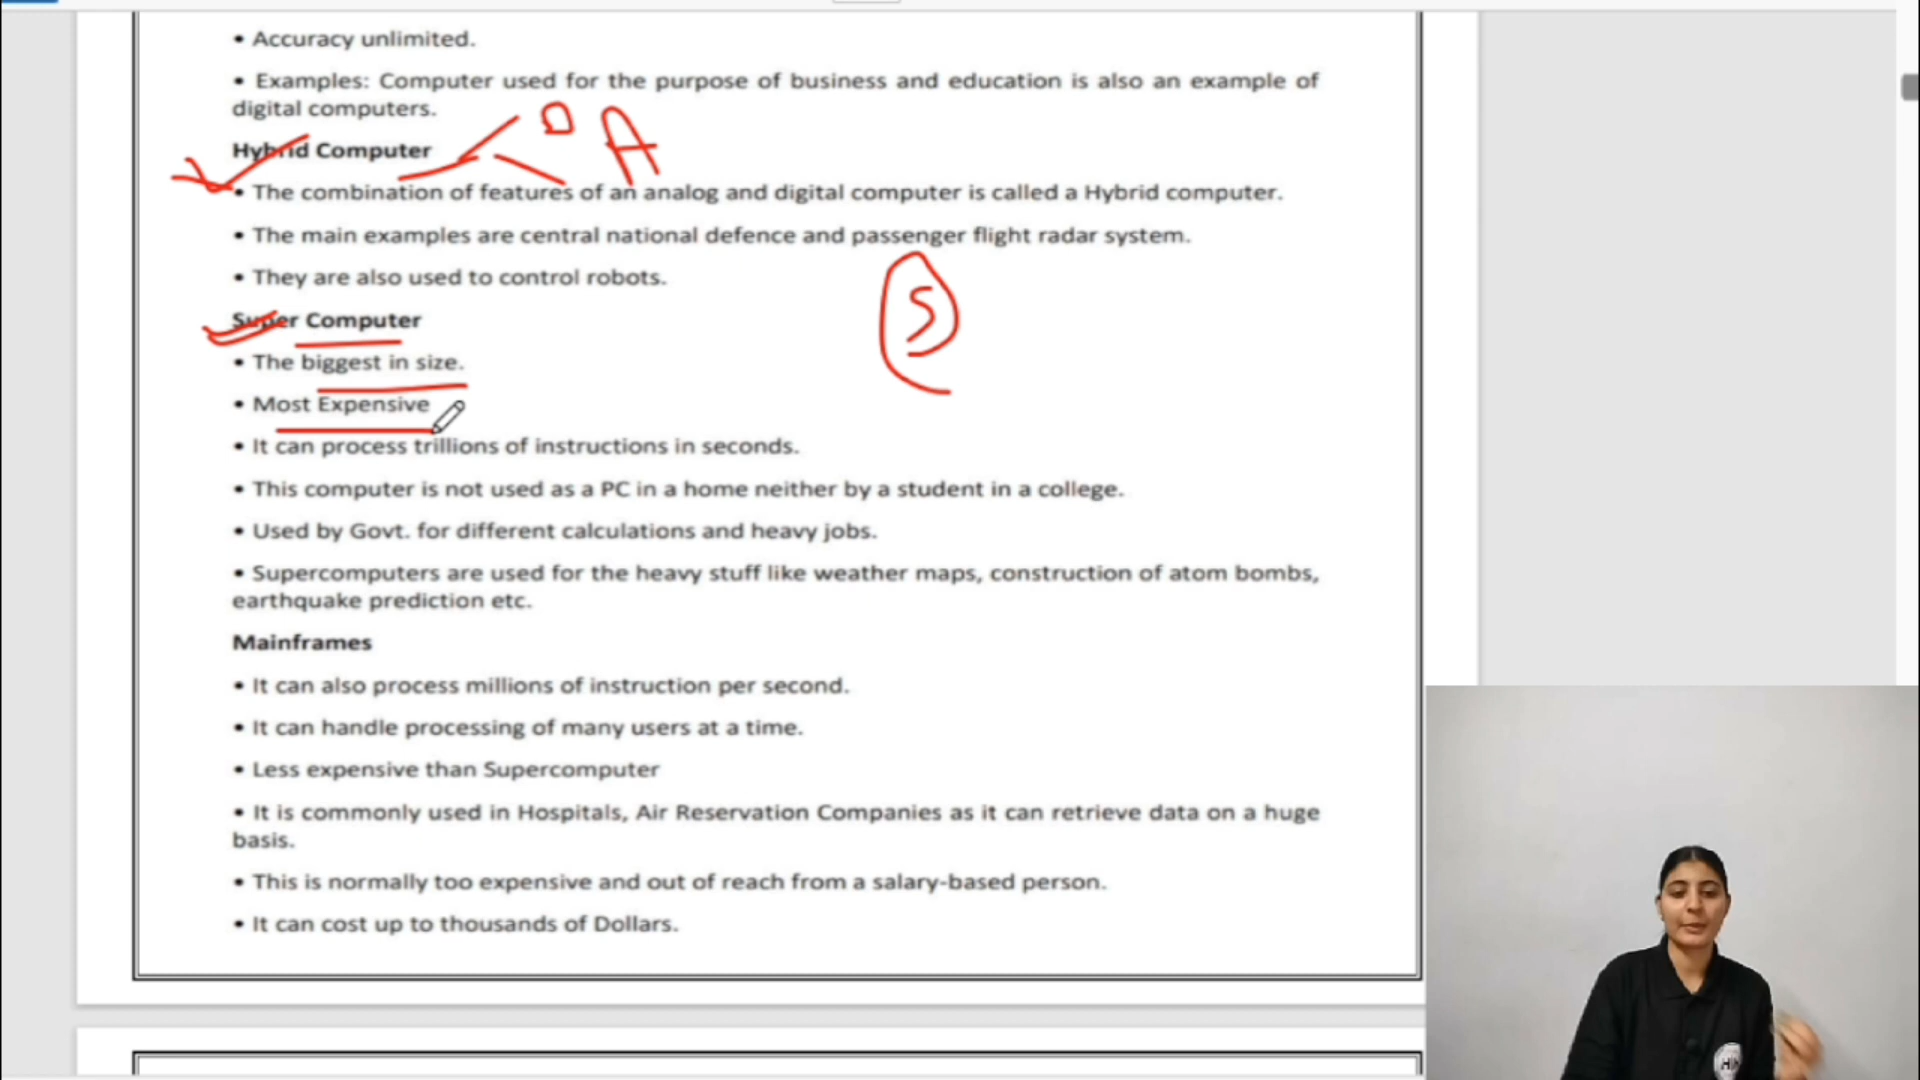 • Accuracy unlimited.
• Examples: Computer used for the purpose of business and education is also an example of
digital computers.
D A
Hybrid Computer
• The combination of features of an analog and digital computer is called a Hybrid computer.
• The main examples are central national defence and passenger flight radar system.
• They are also used to control robots.
S
Super Computer
• The biggest in size.
• Most Expensive
• It can process trillions of instructions in seconds.
• This computer is not used as a PC in a home neither by a student in a college.
• Used by Govt. for different calculations and heavy jobs.
• Supercomputers are used for the heavy stuff like weather maps, construction of atom bombs,
earthquake prediction etc.
Mainframes
• It can also process millions of instruction per second.
• It can handle processing of many users at a time.
• Less expensive than Supercomputer
• It is commonly used in Hospitals, Air Reservation Companies as it can retrieve data on a huge
basis.
• This is normally too expensive and out of reach from a salary-based person.
• It can cost up to thousands of Dollars.